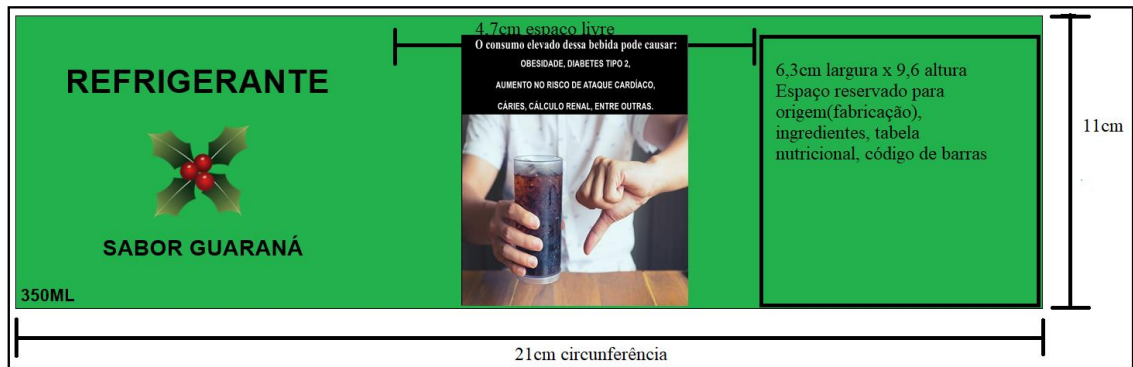 REFRIGERANTE
SABOR GUARANÁ
350ML
4,7cm espaço livre
O consumo elevado dessa bebida pode causar:
OBESIDADE, DIABETES TIPO 2,
AUMENTO NO RISCO DE ATAQUE CARDÍACO,
CÁRIES, CÁLCULO RENAL, ENTRE OUTRAS.
6,3cm largura x 9,6 altura
Espaço reservado para
origem(fabricação),
ingredientes, tabela
nutricional, código de barras
11cm
21cm circunferência